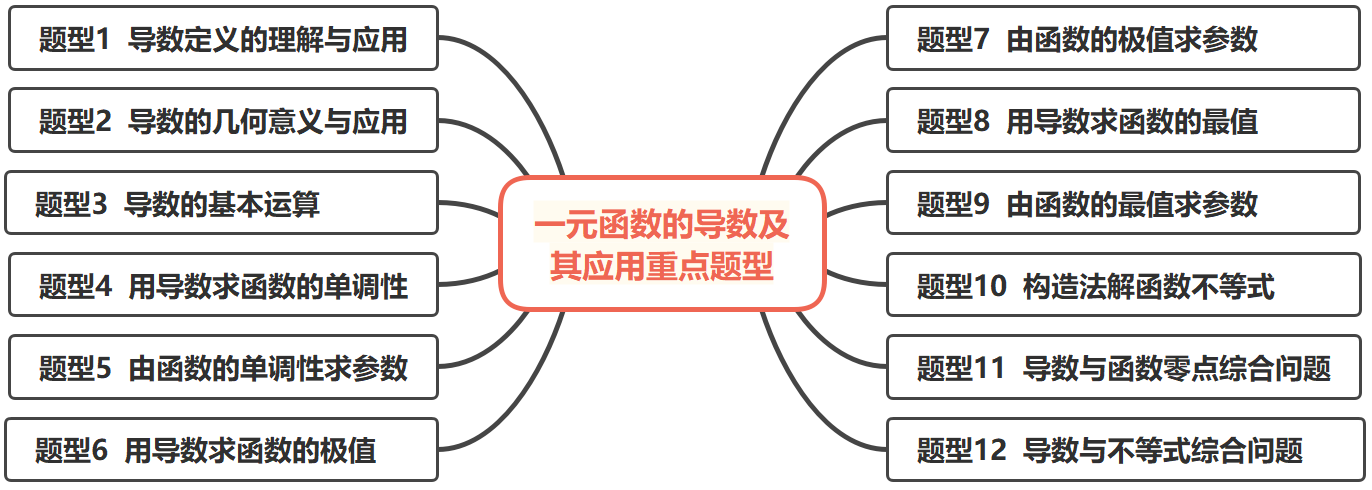 题型1 导数定义的理解与应用
题型2 导数的几何意义与应用
题型3 导数的基本运算
题型4 用导数求函数的单调性
题型5 由函数的单调性求参数
题型6 用导数求函数的极值
一元函数的导数及
其应用重点题型
题型7 由函数的极值求参数
题型8 用导数求函数的最值
题型9 由函数的最值求参数
题型10 构造法解函数不等式
题型11 导数与函数零点综合问题
题型12 导数与不等式综合问题